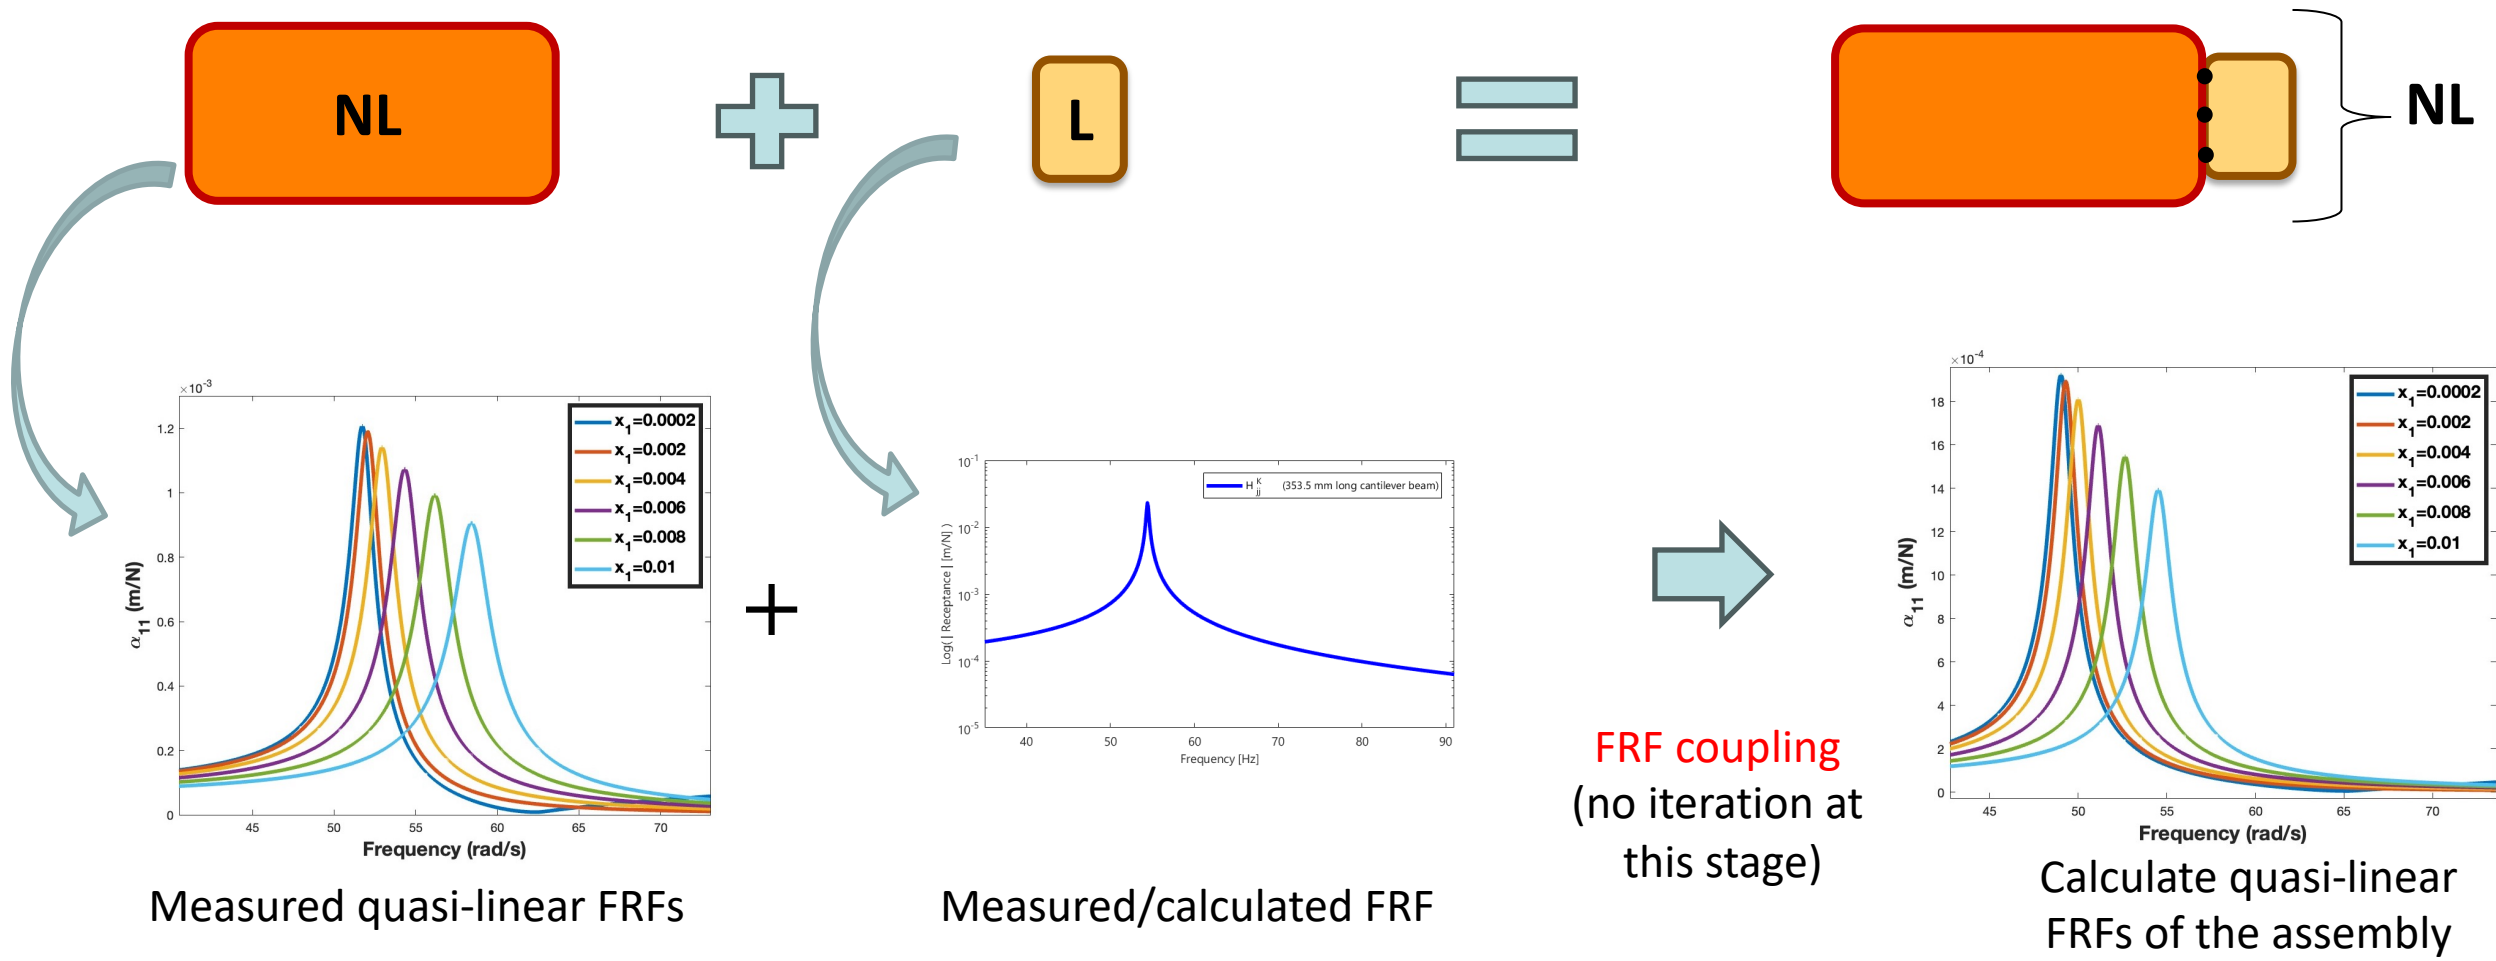 NL
L
NL
×10⁻³
1.2
1
0.8
0.6
0.4
0.2
0
α₁₁ (m/N)
45 50 55 60 65 70
Frequency (rad/s)
x₁=0.0002
x₁=0.002
x₁=0.004
x₁=0.006
x₁=0.008
x₁=0.01
Measured quasi-linear FRFs
+
10⁻¹
10⁻²
10⁻³
10⁻⁴
10⁻⁵
Log( | Receptance | [m/N] )
H K jj (353.5 mm long cantilever beam)
40 50 60 70 80 90
Frequency [Hz]
Measured/calculated FRF
FRF coupling
(no iteration at
this stage)
×10⁻⁴
18
16
14
12
10
8
6
4
2
0
α₁₁ (m/N)
45 50 55 60 65 70
Frequency (rad/s)
x₁=0.0002
x₁=0.002
x₁=0.004
x₁=0.006
x₁=0.008
x₁=0.01
Calculate quasi-linear
FRFs of the assembly